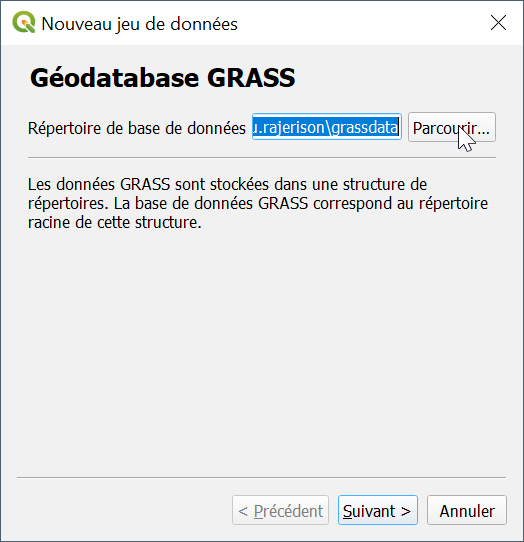 Nouveau jeu de données
Géodatabase GRASS
Répertoire de base de données u.rajerison\grassdata Parcourir...
Les données GRASS sont stockées dans une structure de
répertoires. La base de données GRASS correspond au répertoire
racine de cette structure.
< Précédent Suivant > Annuler